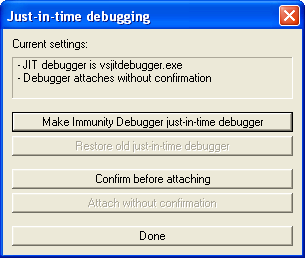 Just-in-time debugging
Current settings:
- JIT debugger is vsjitdebugger.exe
- Debugger attaches without confirmation
Make Immunity Debugger just-in-time debugger
Restore old just-in-time debugger
Confirm before attaching
Attach without confirmation
Done